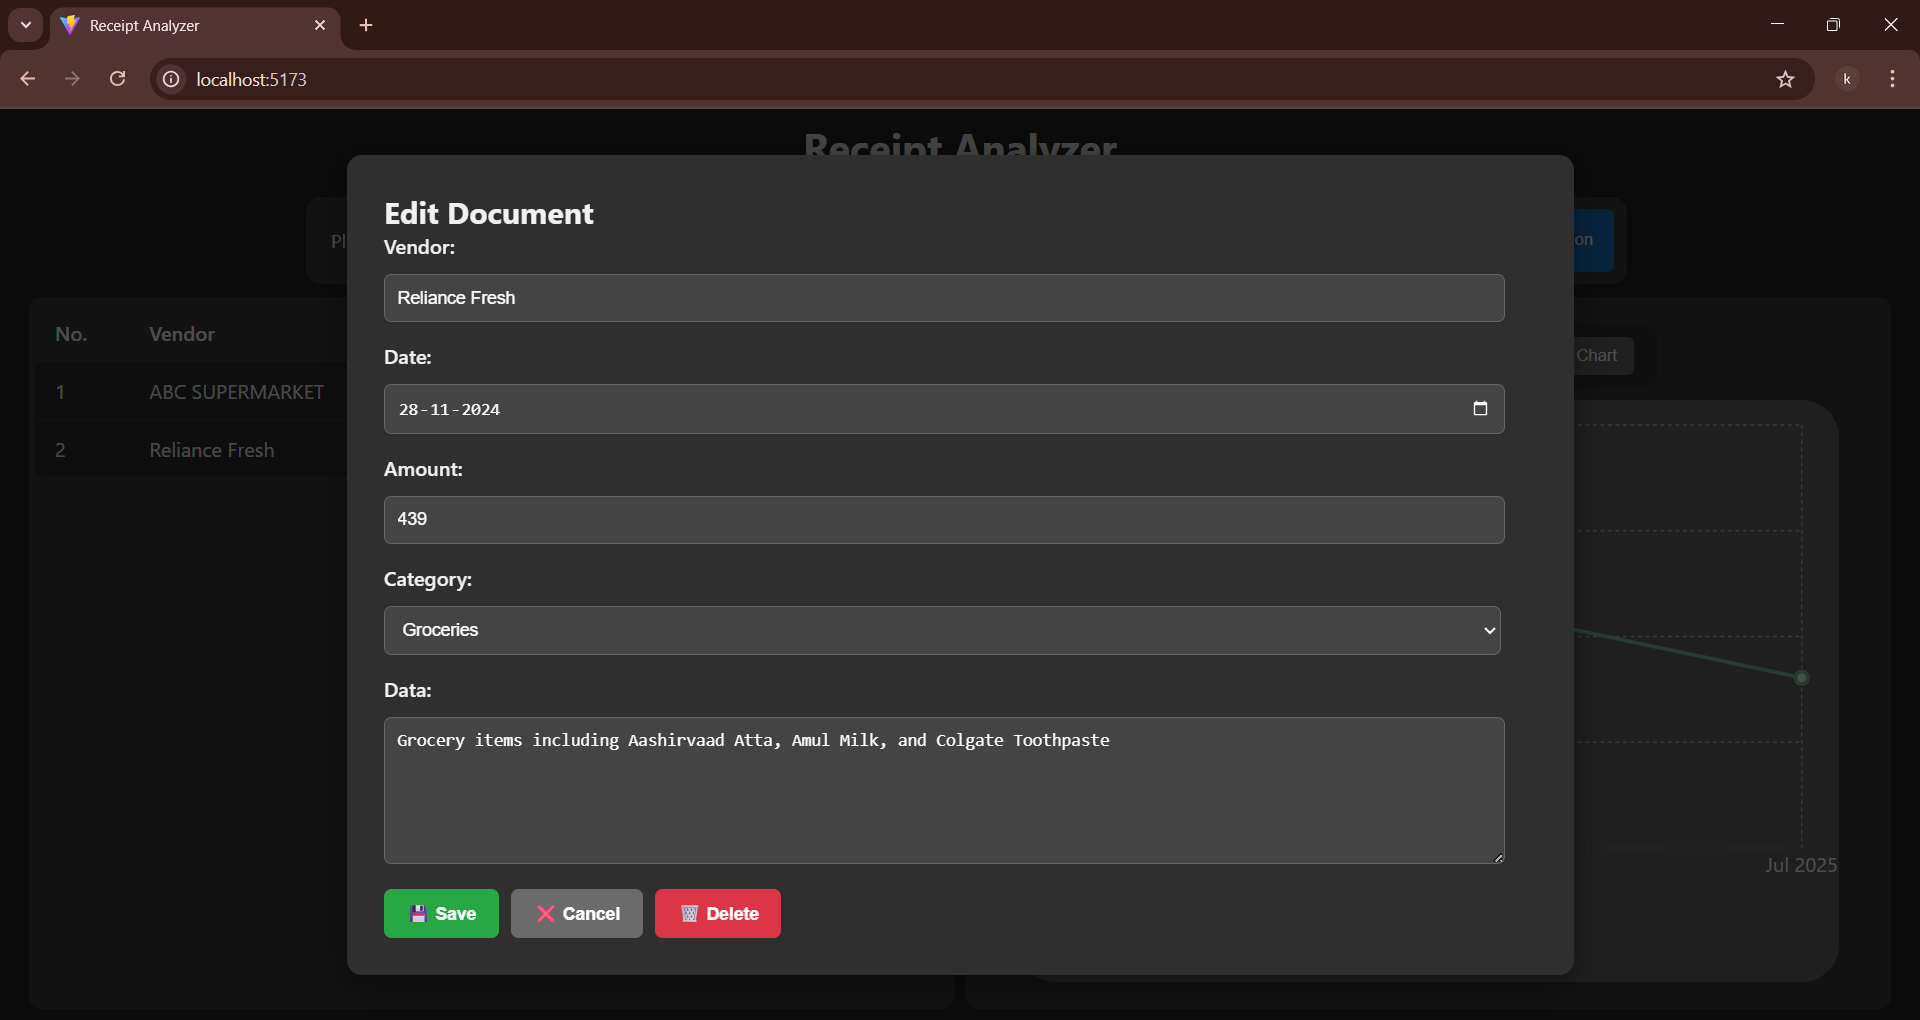 Receipt Analyzer
localhost:5173
k
Receipt Analyzer
Edit Document
Vendor:
Reliance Fresh
Date:
28-11-2024
Amount:
439
Category:
Groceries
Data:
Grocery items including Aashirvaad Atta, Amul Milk, and Colgate Toothpaste
Save
Cancel
Delete
Pl
on
No. Vendor
1 ABC SUPERMARKET
2 Reliance Fresh
Chart
Jul 2025